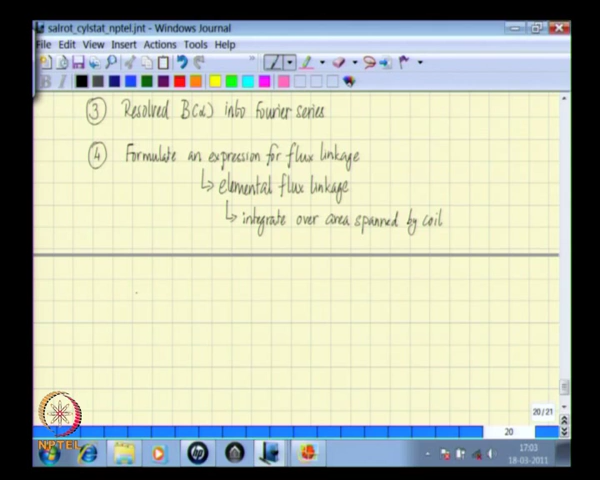 salrot_cylstat_nptel.jnt - Windows Journal
File Edit View Insert Actions Tools Help
B I
③ Resolved B(α) into Fourier series
④ Formulate an expression for flux linkage
↳ elemental flux linkage
↳ integrate over area spanned by coil
20/21
20
NPTEL
hp
17:03
18-03-2011